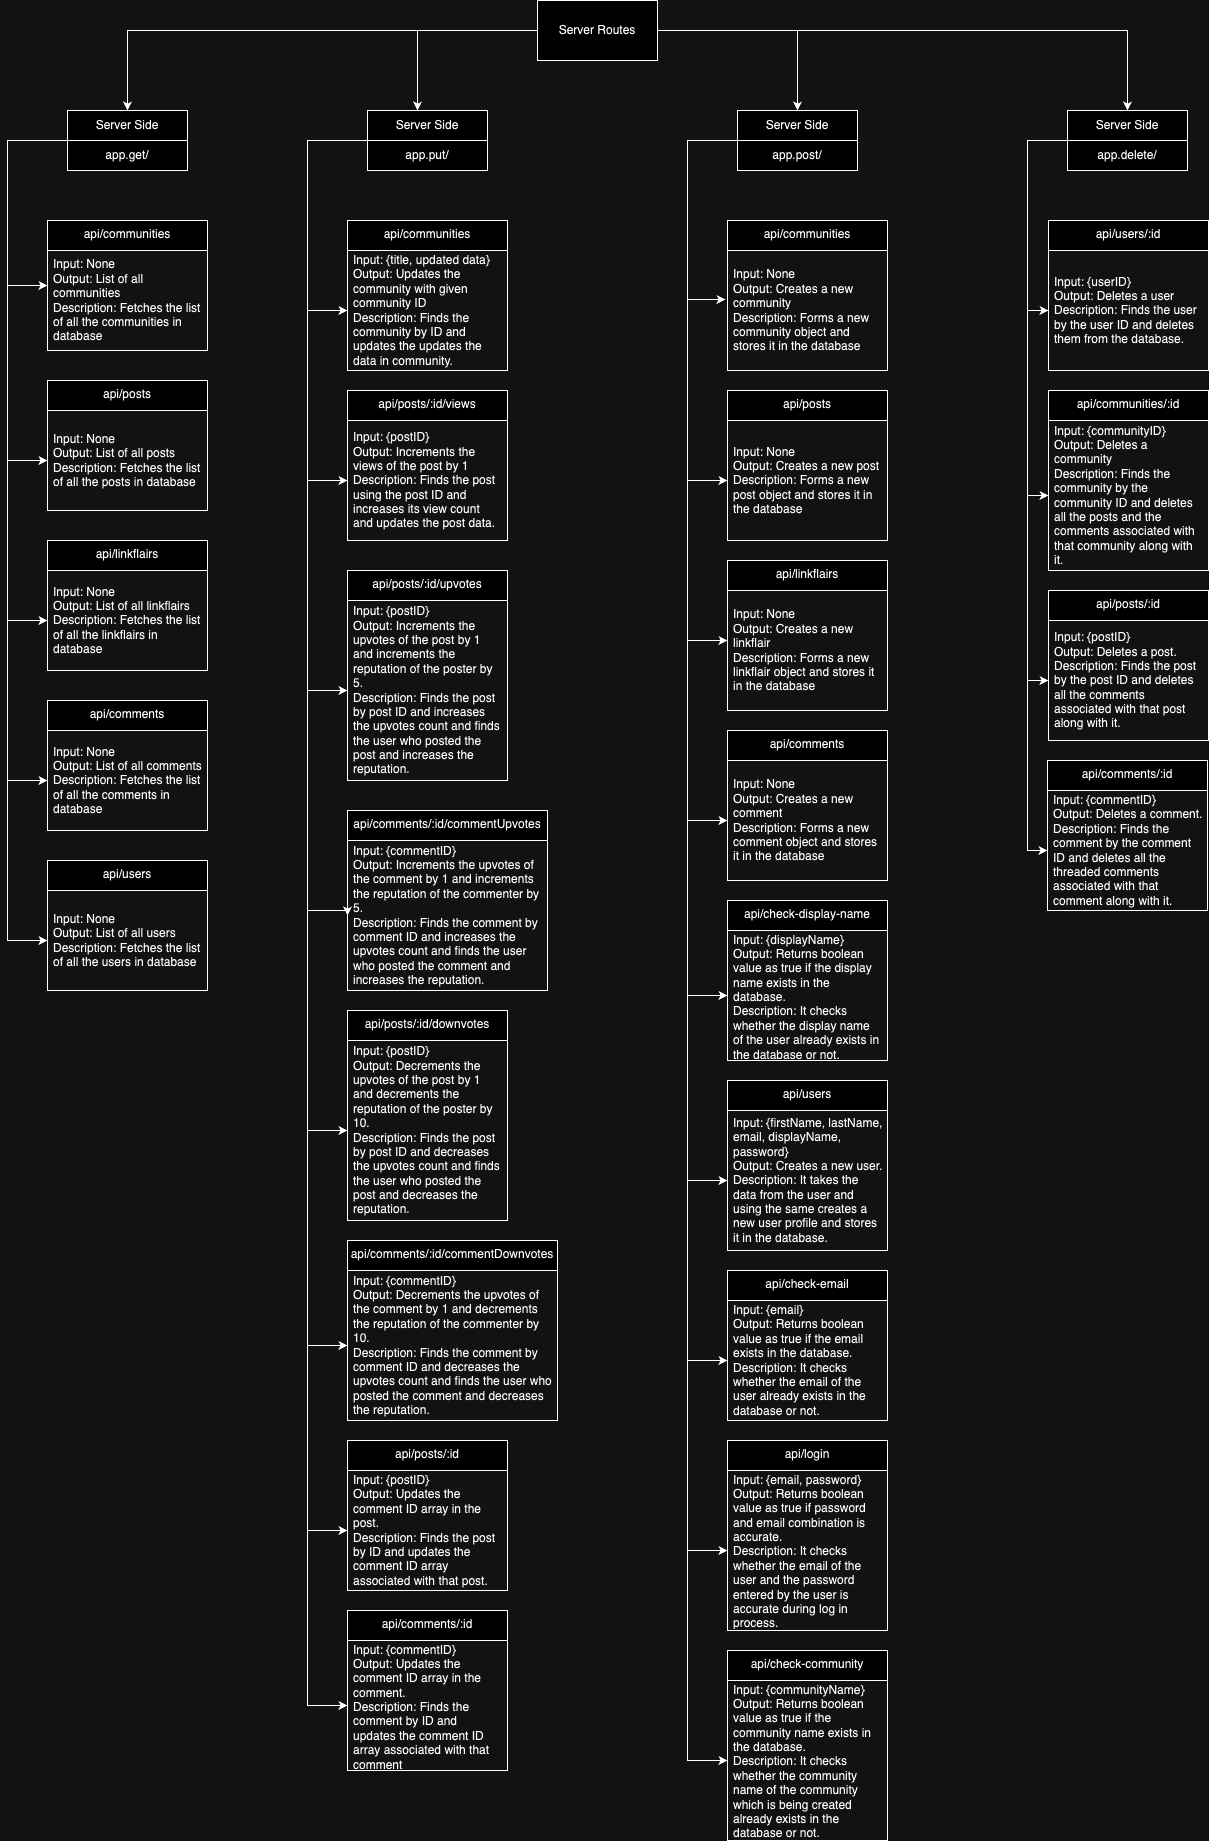 Server Routes
Server Side
app.get/
Server Side
app.put/
Server Side
app.post/
Server Side
app.delete/
api/communities
Input: None
Output: List of all
communities
Description: Fetches the list
of all the communities in
database
api/posts
Input: None
Output: List of all posts
Description: Fetches the list
of all the posts in database
api/linkflairs
Input: None
Output: List of all linkflairs
Description: Fetches the list
of all the linkflairs in
database
api/comments
Input: None
Output: List of all comments
Description: Fetches the list
of all the comments in
database
api/users
Input: None
Output: List of all users
Description: Fetches the list
of all the users in database
api/communities
Input: {title, updated data}
Output: Updates the
community with given
community ID
Description: Finds the
community by ID and
updates the updates the
data in community.
api/posts/:id/views
Input: {postID}
Output: Increments the
views of the post by 1
Description: Finds the post
using the post ID and
increases its view count
and updates the post data.
api/posts/:id/upvotes
Input: {postID}
Output: Increments the
upvotes of the post by 1
and increments the
reputation of the poster by
5.
Description: Finds the post
by post ID and increases
the upvotes count and finds
the user who posted the
post and increases the
reputation.
api/comments/:id/commentUpvotes
Input: {commentID}
Output: Increments the upvotes of
the comment by 1 and increments
the reputation of the commenter by
5.
Description: Finds the comment by
comment ID and increases the
upvotes count and finds the user
who posted the comment and
increases the reputation.
api/posts/:id/downvotes
Input: {postID}
Output: Decrements the
upvotes of the post by 1
and decrements the
reputation of the poster by
10.
Description: Finds the post
by post ID and decreases
the upvotes count and finds
the user who posted the
post and decreases the
reputation.
api/comments/:id/commentDownvotes
Input: {commentID}
Output: Decrements the upvotes of
the comment by 1 and decrements
the reputation of the commenter by
10.
Description: Finds the comment by
comment ID and decreases the
upvotes count and finds the user who
posted the comment and decreases
the reputation.
api/posts/:id
Input: {postID}
Output: Updates the
comment ID array in the
post.
Description: Finds the post
by ID and updates the
comment ID array
associated with that post.
api/comments/:id
Input: {commentID}
Output: Updates the
comment ID array in the
comment.
Description: Finds the
comment by ID and
updates the comment ID
array associated with that
comment
api/communities
Input: None
Output: Creates a new
community
Description: Forms a new
community object and
stores it in the database
api/posts
Input: None
Output: Creates a new post
Description: Forms a new
post object and stores it in
the database
api/linkflairs
Input: None
Output: Creates a new
linkflair
Description: Forms a new
linkflair object and stores it
in the database
api/comments
Input: None
Output: Creates a new
comment
Description: Forms a new
comment object and stores
it in the database
api/check-display-name
Input: {displayName}
Output: Returns boolean
value as true if the display
name exists in the
database.
Description: It checks
whether the display name
of the user already exists in
the database or not.
api/users
Input: {firstName, lastName,
email, displayName,
password}
Output: Creates a new user.
Description: It takes the
data from the user and
using the same creates a
new user profile and stores
it in the database.
api/check-email
Input: {email}
Output: Returns boolean
value as true if the email
exists in the database.
Description: It checks
whether the email of the
user already exists in the
database or not.
api/login
Input: {email, password}
Output: Returns boolean
value as true if password
and email combination is
accurate.
Description: It checks
whether the email of the
user and the password
entered by the user is
accurate during log in
process.
api/check-community
Input: {communityName}
Output: Returns boolean
value as true if the
community name exists in
the database.
Description: It checks
whether the community
name of the community
which is being created
already exists in the
database or not.
api/users/:id
Input: {userID}
Output: Deletes a user
Description: Finds the user
by the user ID and deletes
them from the database.
api/communities/:id
Input: {communityID}
Output: Deletes a
community
Description: Finds the
community by the
community ID and deletes
all the posts and the
comments associated with
that community along with
it.
api/posts/:id
Input: {postID}
Output: Deletes a post.
Description: Finds the post
by the post ID and deletes
all the comments
associated with that post
along with it.
api/comments/:id
Input: {commentID}
Output: Deletes a comment.
Description: Finds the
comment by the comment
ID and deletes all the
threaded comments
associated with that
comment along with it.